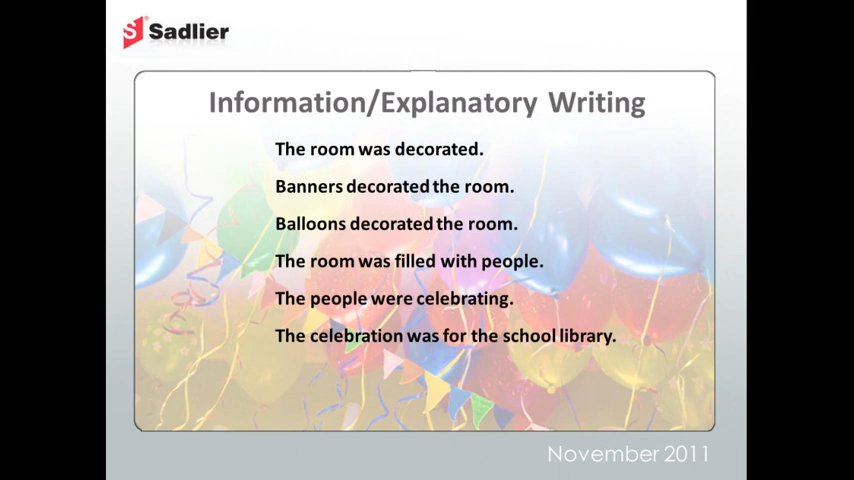 Sadlier
Information/Explanatory Writing
The room was decorated.
Banners decorated the room.
Balloons decorated the room.
The room was filled with people.
The people were celebrating.
The celebration was for the school library.
November 2011